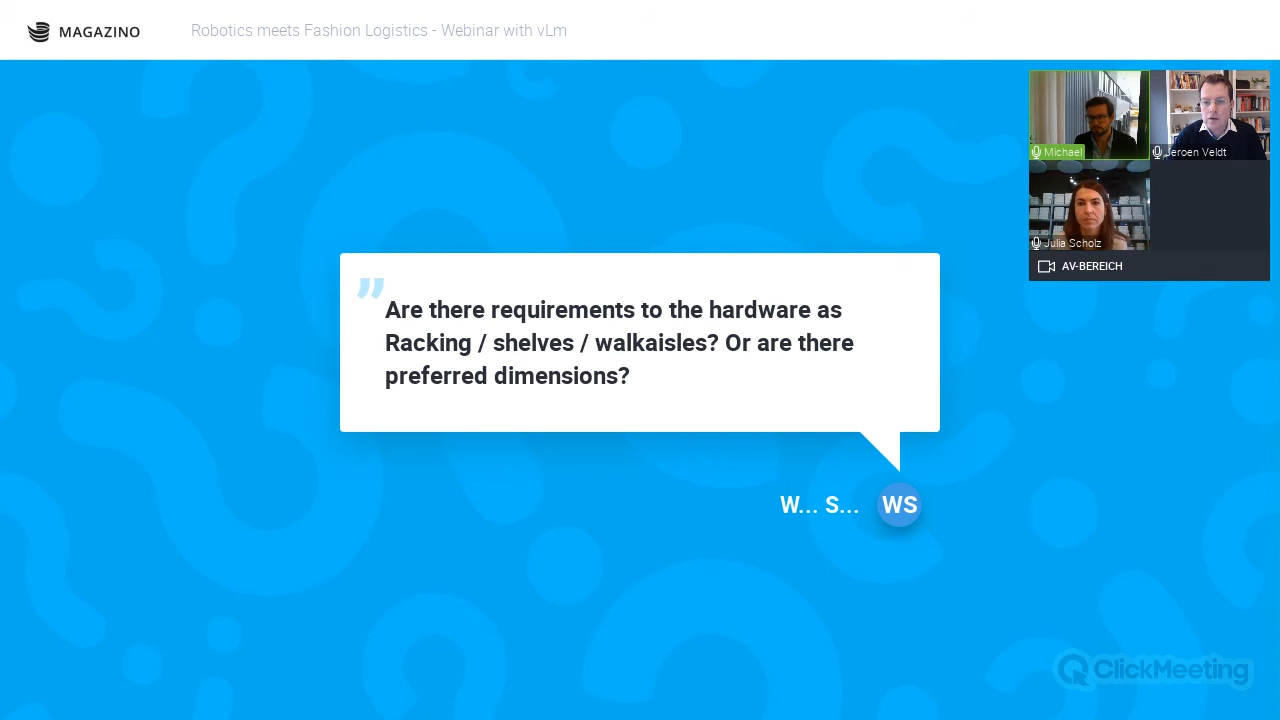 MAGAZINO
Robotics meets Fashion Logistics - Webinar with vLm
Michael
Jeroen Veldt
Julia Scholz
AV-BEREICH
”
Are there requirements to the hardware as
Racking / shelves / walkaisles? Or are there
preferred dimensions?
W... S...
WS
ClickMeeting